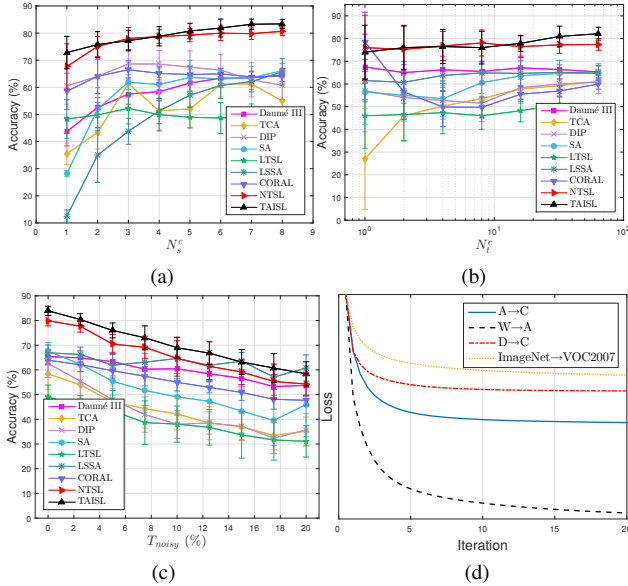 90
80
70
60
50
40
30
20
10
0 1 2 3 4 5 6 7 8 9
Accuracy (%)
N_s^c
Daumé III
TCA
DIP
SA
LTSL
LSSA
CORAL
NTSL
TAISL
(a)
100
90
80
70
60
50
40
30
20
10
0
10^0 10^1 10^2
Accuracy (%)
N_t^c
Daumé III
TCA
DIP
SA
LTSL
LSSA
CORAL
NTSL
TAISL
(b)
90
80
70
60
50
40
30
20
10
0
0 2 4 6 8 10 12 14 16 18 20
Accuracy (%)
T_noisy (%)
Daumé III
TCA
DIP
SA
LTSL
LSSA
CORAL
NTSL
TAISL
(c)
Loss
0 5 10 15 20
Iteration
A→C
W→A
D→C
ImageNet→VOC2007
(d)